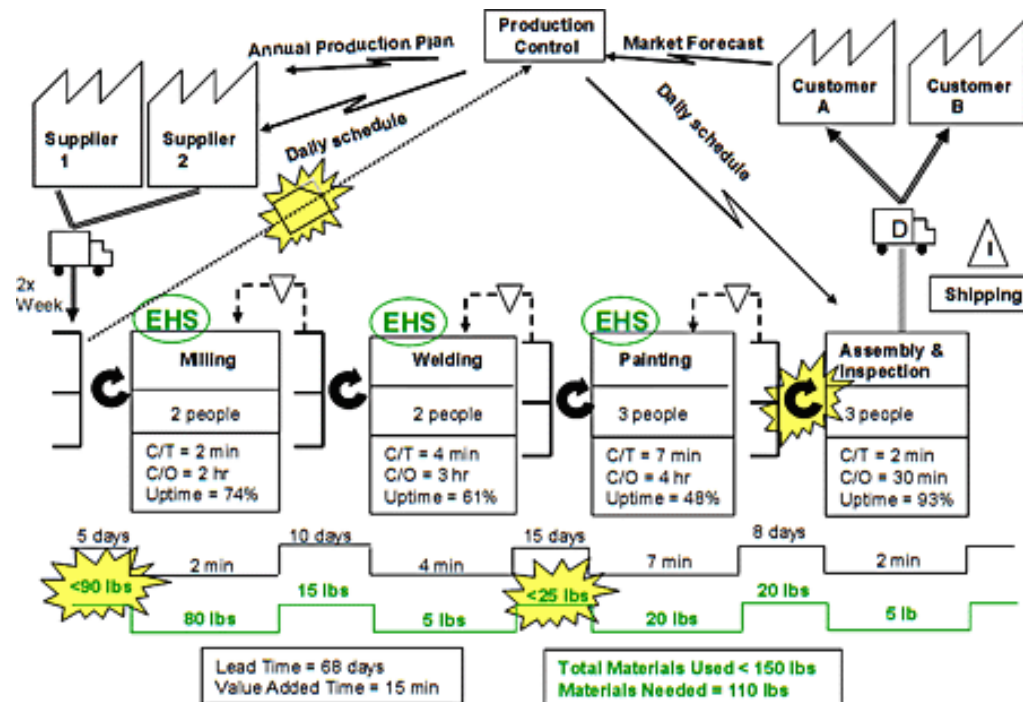 Production
Control
Annual Production Plan
Market Forecast
Customer
A
Customer
B
Supplier
1
Supplier
2
Daily schedule
Daily schedule
D
I
2x
Week
Shipping
EHS
EHS
EHS
Milling
Welding
Painting
Assembly &
Inspection
2 people
2 people
3 people
3 people
C/T = 2 min
C/O = 2 hr
Uptime = 74%
C/T = 4 min
C/O = 3 hr
Uptime = 61%
C/T = 7 min
C/O = 4 hr
Uptime = 48%
C/T = 2 min
C/O = 30 min
Uptime = 93%
5 days
10 days
15 days
8 days
2 min
4 min
7 min
2 min
<90 lbs
15 lbs
<25 lbs
20 lbs
80 lbs
5 lbs
20 lbs
5 lb
Lead Time = 68 days
Value Added Time = 15 min
Total Materials Used < 150 lbs
Materials Needed = 110 lbs